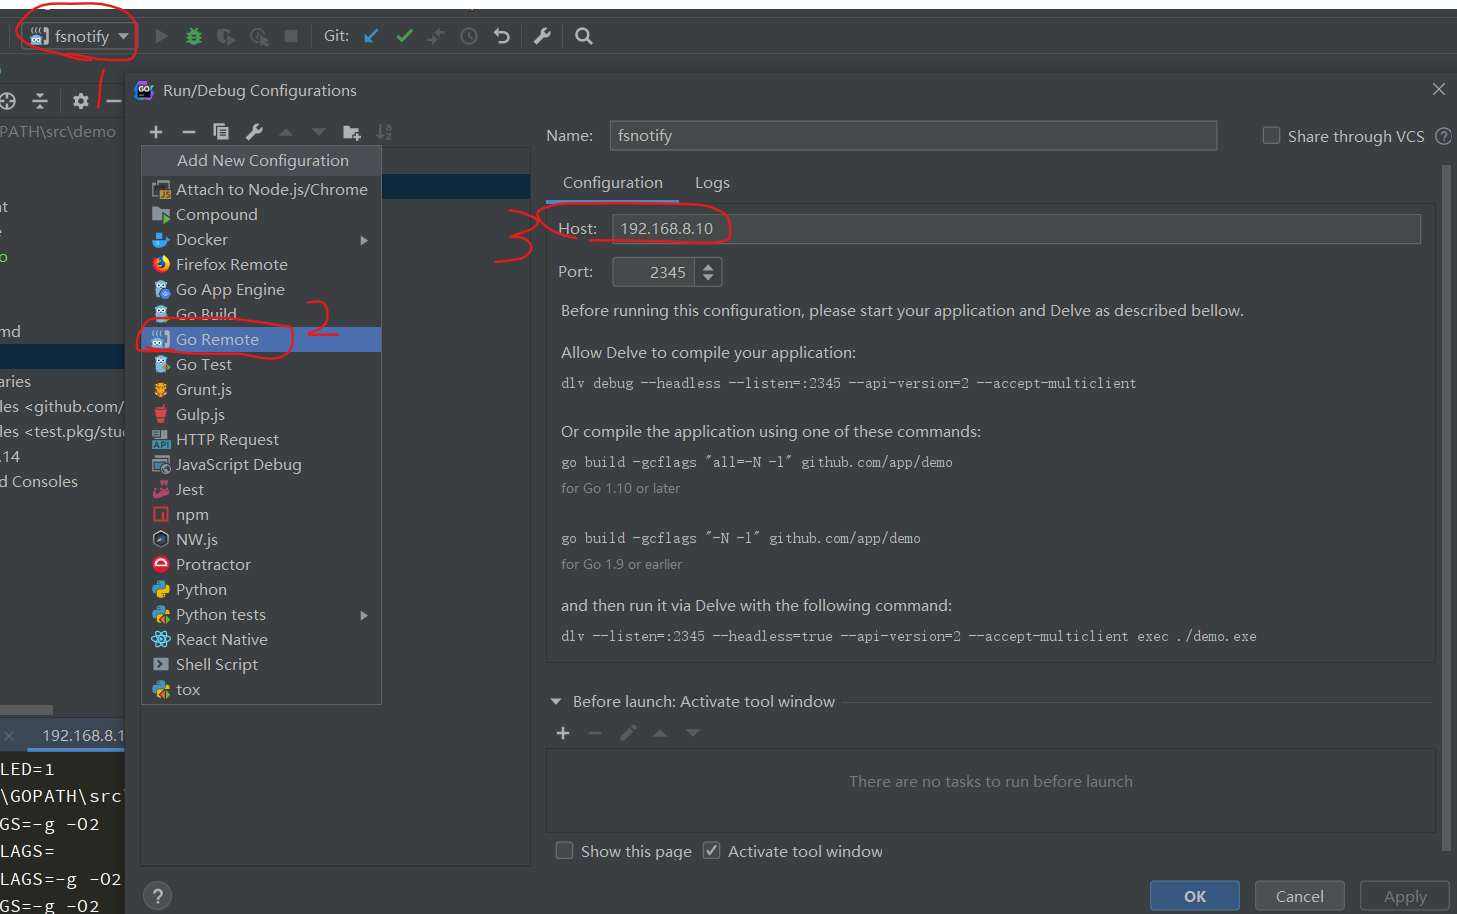 fsnotify
Git:
1
Run/Debug Configurations
PATH\src\demo
Name: fsnotify
Share through VCS
Add New Configuration
Attach to Node.js/Chrome
Compound
Docker
Firefox Remote
Go App Engine
Go Build
Go Remote
2
Go Test
Grunt.js
Gulp.js
HTTP Request
JavaScript Debug
Jest
npm
NW.js
Protractor
Python
Python tests
React Native
Shell Script
tox
Configuration Logs
3
Host: 192.168.8.10
Port: 2345
Before running this configuration, please start your application and Delve as described bellow.
Allow Delve to compile your application:
dlv debug --headless --listen=:2345 --api-version=2 --accept-multiclient
Or compile the application using one of these commands:
go build -gcflags "all=-N -l" github.com/app/demo
for Go 1.10 or later
go build -gcflags "-N -l" github.com/app/demo
for Go 1.9 or earlier
and then run it via Delve with the following command:
dlv --listen=:2345 --headless=true --api-version=2 --accept-multiclient exec ./demo.exe
Before launch: Activate tool window
There are no tasks to run before launch
Show this page Activate tool window
? OK Cancel Apply
nt
md
aries
les <github.com/
les <test.pkg/stu
.14
d Consoles
192.168.8.1
LED=1
\GOPATH\src
GS=-g -O2
LAGS=
LAGS=-g -O2
GS=-g -O2